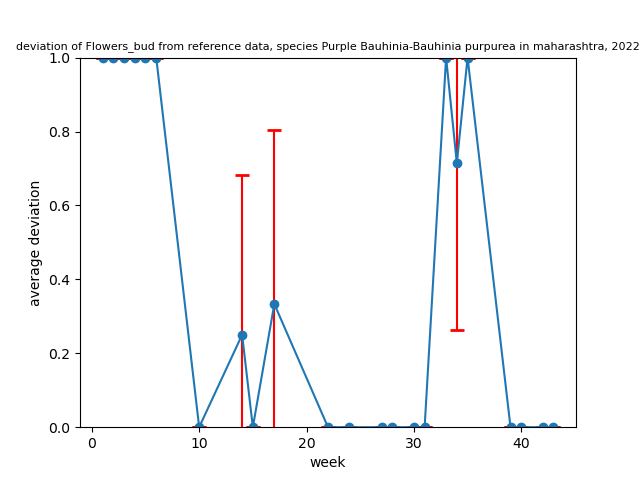 deviation of Flowers_bud from reference data, species Purple Bauhinia-Bauhinia purpurea in maharashtra, 2022
1.0
0.8
0.6
0.4
0.2
0.0
average deviation
0 10 20 30 40
week